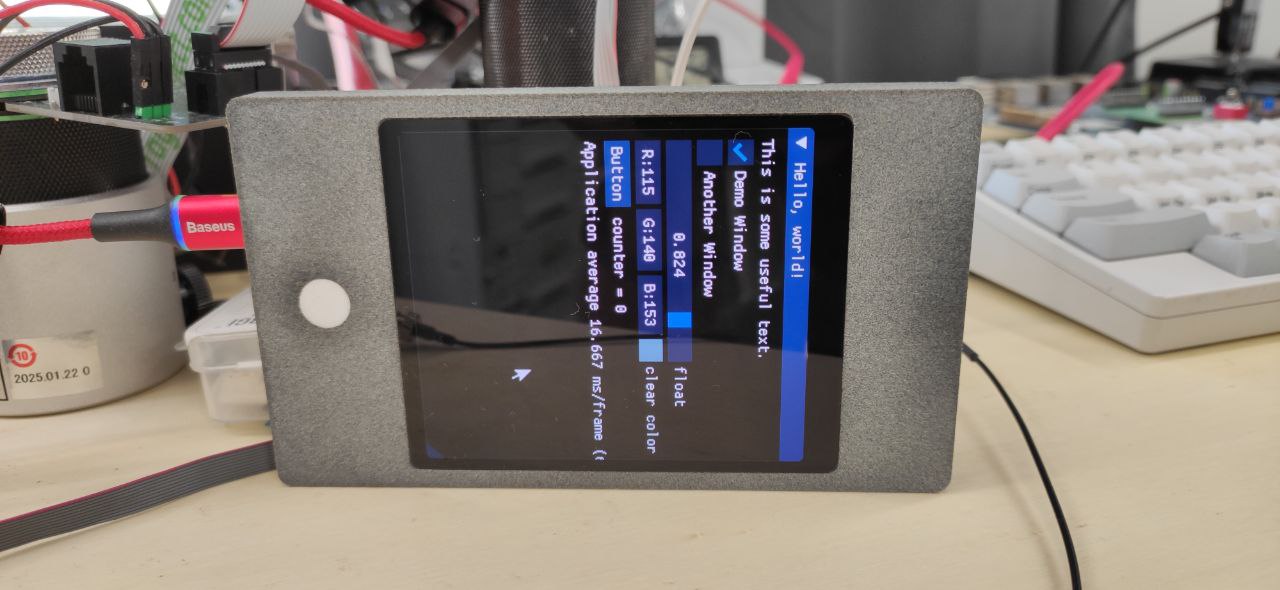 ▼ Hello, world!
This is some useful text.
Demo Window
Another Window
0.824 float
R:115 G:140 B:153 clear color
Button counter = 0
Application average 16.667 ms/frame (
Baseus
10
2025.01.22 0